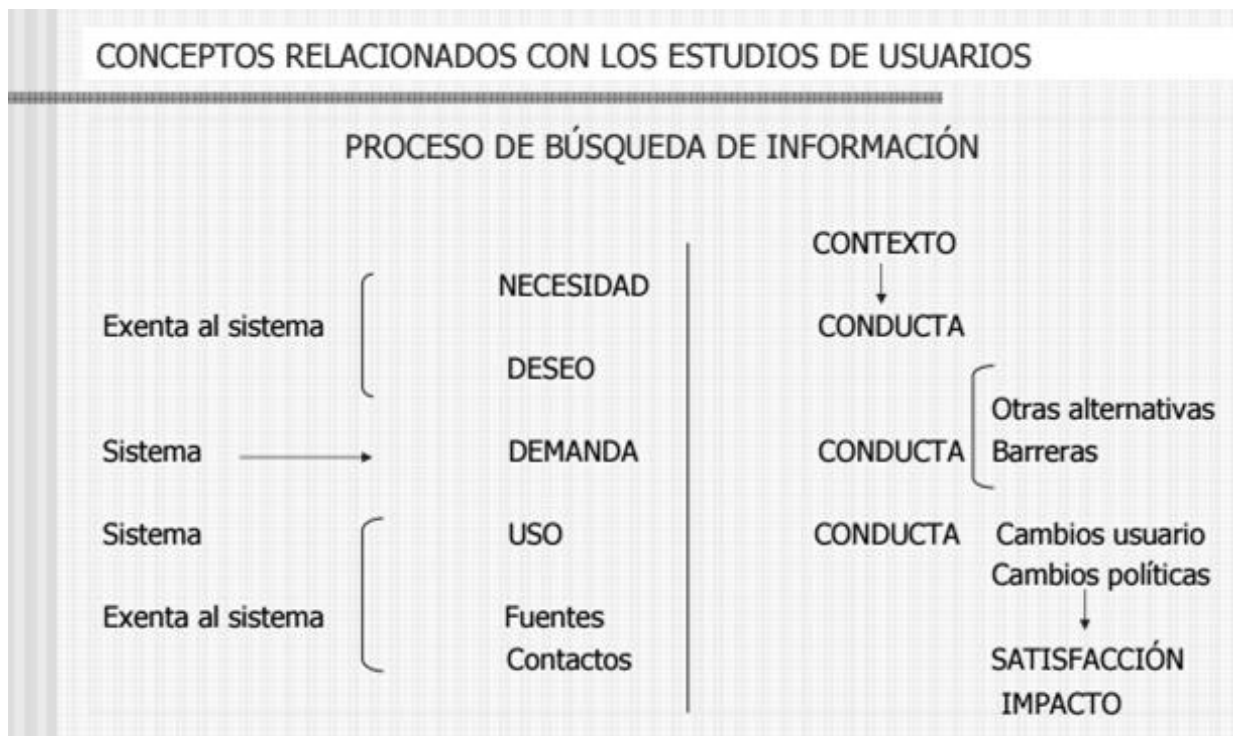 CONCEPTOS RELACIONADOS CON LOS ESTUDIOS DE USUARIOS
PROCESO DE BÚSQUEDA DE INFORMACIÓN
CONTEXTO
NECESIDAD
Exenta al sistema
CONDUCTA
DESEO
Otras alternativas
Sistema
DEMANDA
CONDUCTA
Barreras
Sistema
USO
CONDUCTA
Cambios usuario
Cambios políticas
Exenta al sistema
Fuentes
Contactos
SATISFACCIÓN
IMPACTO